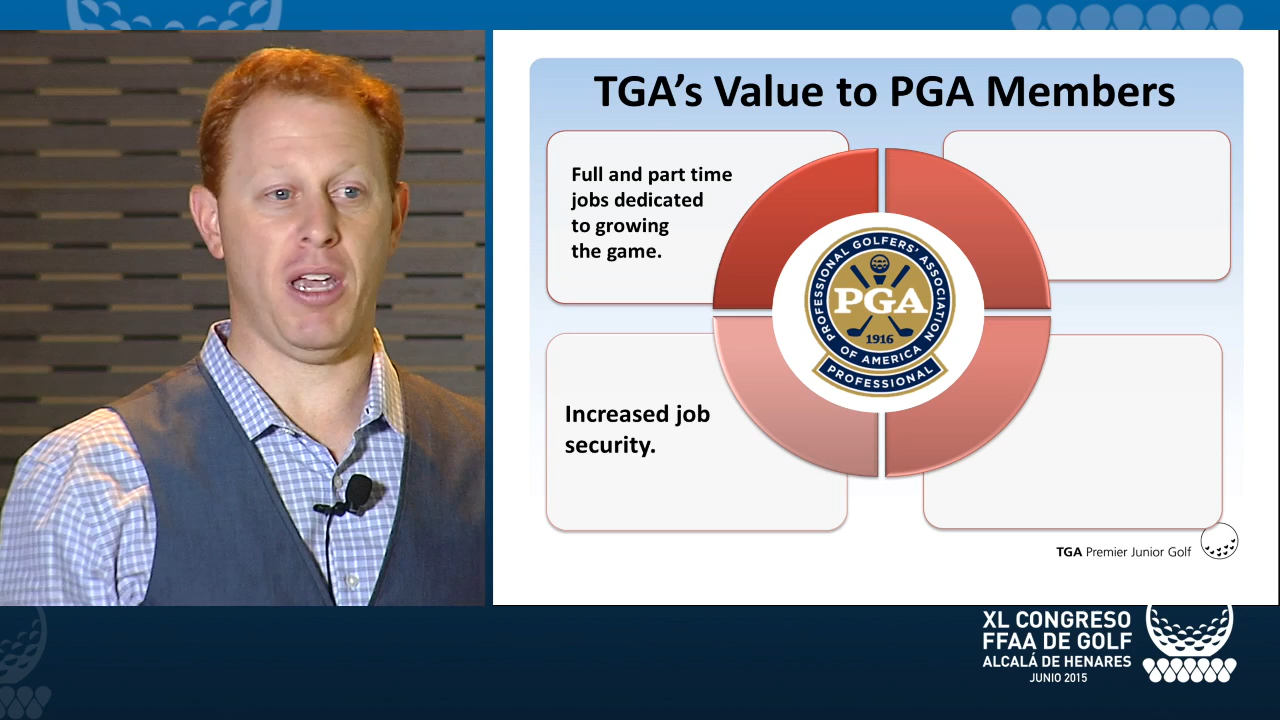 TGA's Value to PGA Members
Full and part time
jobs dedicated
to growing
the game.
PROFESSIONAL GOLFERS' ASSOCIATION
PGA
1916
OF AMERICA
PROFESSIONAL
Increased job
security.
TGA Premier Junior Golf
XL CONGRESO
FFAA DE GOLF
ALCALÁ DE HENARES
JUNIO 2015